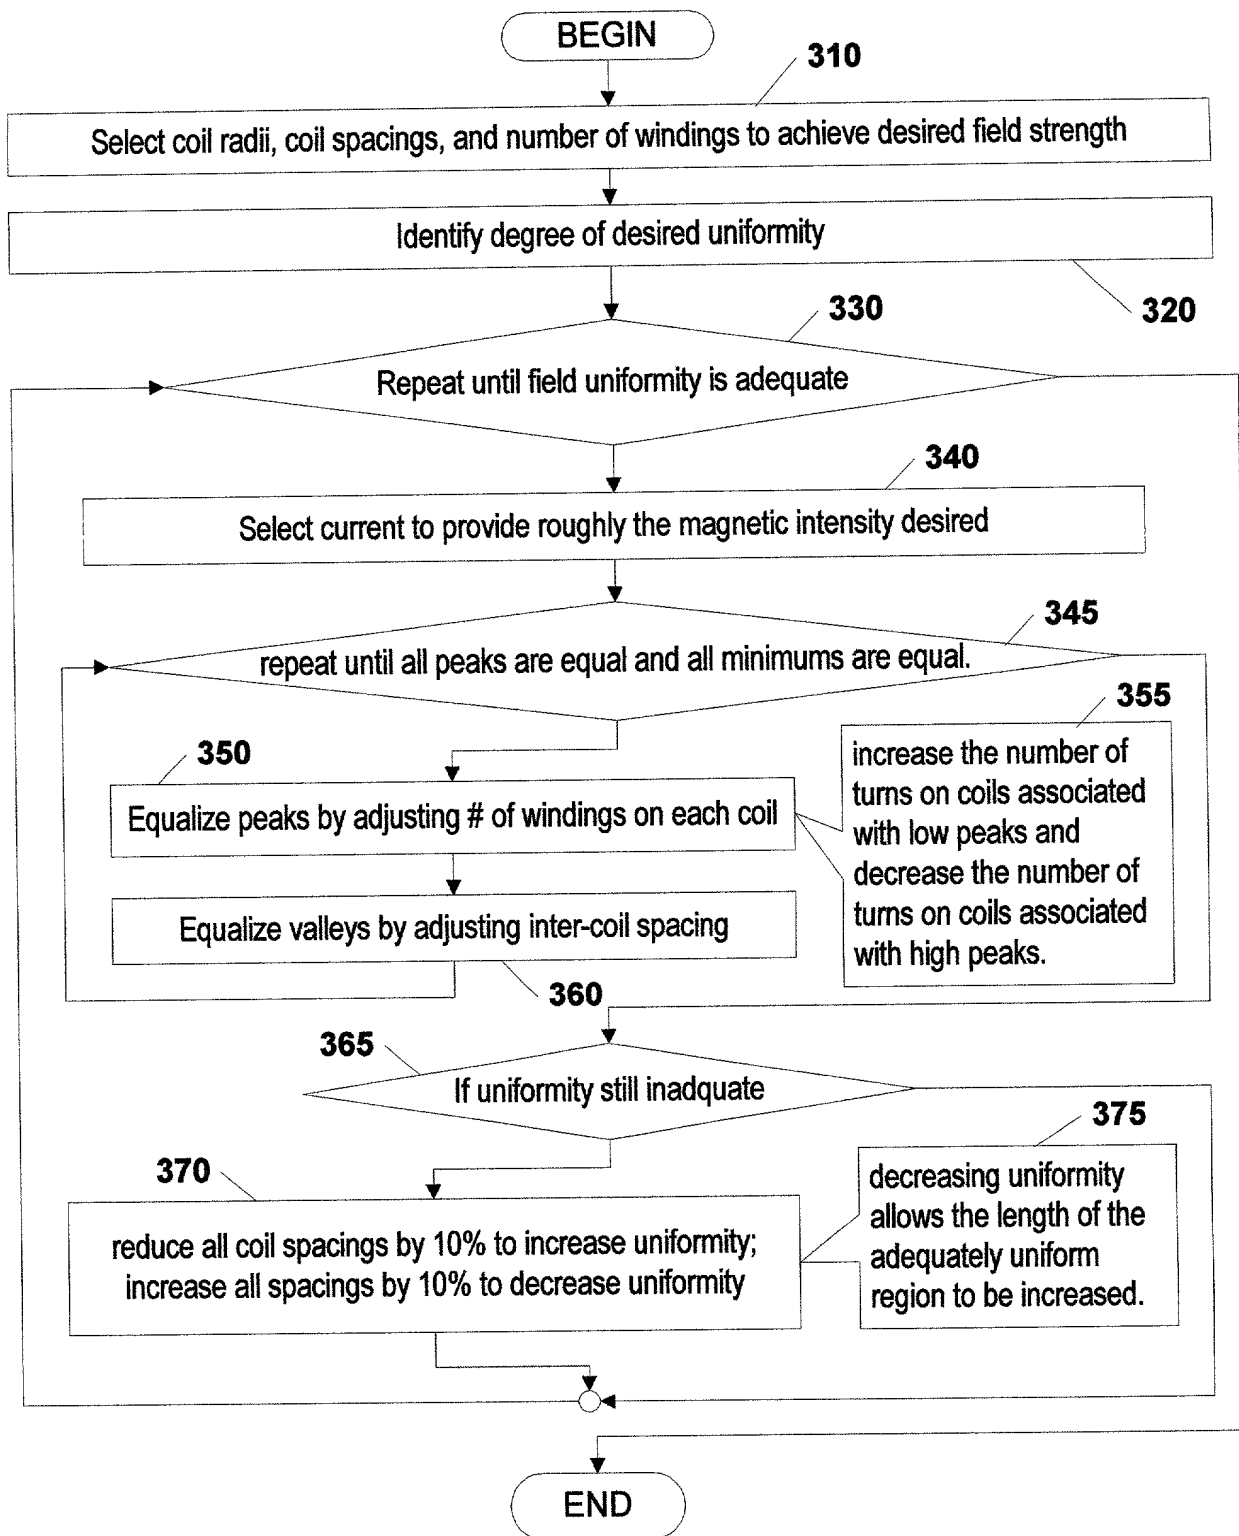 BEGIN
310
Select coil radii, coil spacings, and number of windings to achieve desired field strength
Identify degree of desired uniformity
320
330
Repeat until field uniformity is adequate
340
Select current to provide roughly the magnetic intensity desired
345
repeat until all peaks are equal and all minimums are equal.
355
350
increase the number of
turns on coils associated
with low peaks and
decrease the number of
turns on coils associated
with high peaks.
Equalize peaks by adjusting # of windings on each coil
Equalize valleys by adjusting inter-coil spacing
360
365
If uniformity still inadquate
375
370
decreasing uniformity
allows the length of the
adequately uniform
region to be increased.
reduce all coil spacings by 10% to increase uniformity;
increase all spacings by 10% to decrease uniformity
END